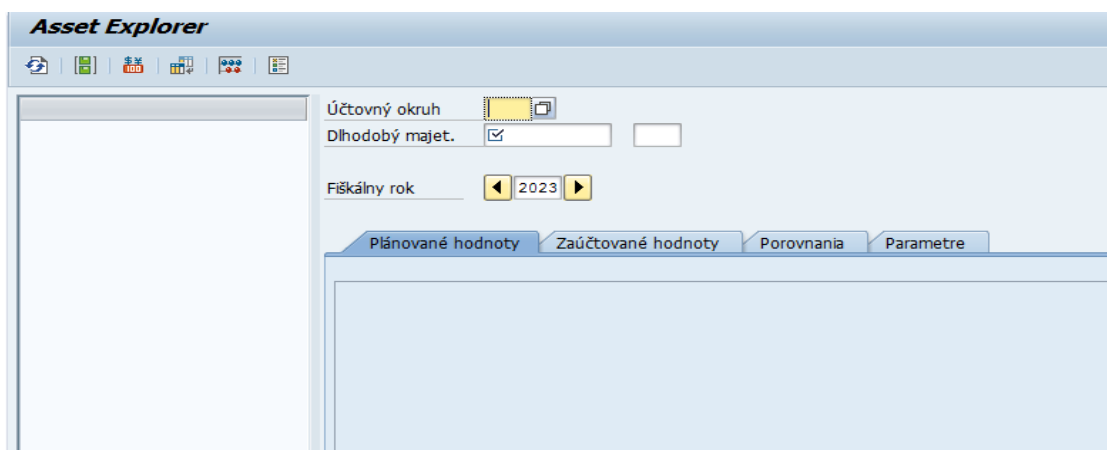 Asset Explorer
Účtovný okruh
Dlhodobý majet.
Fiškálny rok 2023
Plánované hodnoty Zaúčtované hodnoty Porovnania Parametre